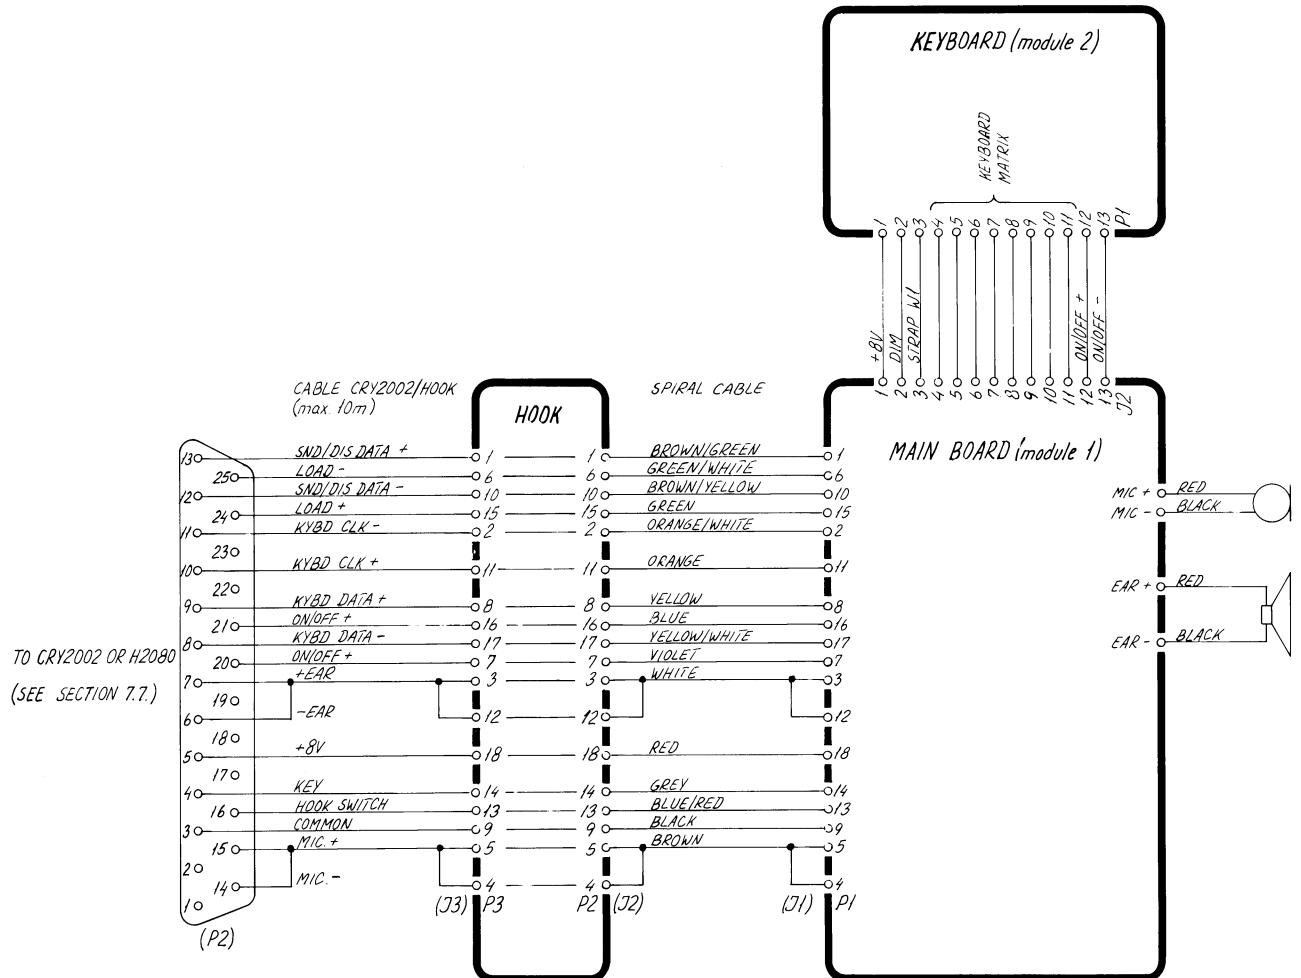 KEYBOARD (module 2)
KEYBOARD
MATRIX
1 2 3 4 5 6 7 8 9 10 11 12 13 P1
+8V
DIM
STRAP W1
ON/OFF +
ON/OFF -
1 2 3 4 5 6 7 8 9 10 11 12 13 J2
CABLE CRY2002/HOOK
(max. 10m)
HOOK
SPIRAL CABLE
MAIN BOARD (module 1)
13 SND/DIS DATA + 1 1 BROWN/GREEN 1
25 LOAD - 6 6 GREEN/WHITE 6
12 SND/DIS DATA - 10 10 BROWN/YELLOW 10
24 LOAD + 15 15 GREEN 15
11 KYBD CLK - 2 2 ORANGE/WHITE 2
23
10 KYBD CLK + 11 11 ORANGE 11
22
9 KYBD DATA + 8 8 YELLOW 8
21 ON/OFF + 16 16 BLUE 16
8 KYBD DATA - 17 17 YELLOW/WHITE 17
20 ON/OFF + 7 7 VIOLET 7
7 +EAR 3 3 WHITE 3
19
6 -EAR 12 12 12
18
5 +8V 18 18 RED 18
17
4 KEY 14 14 GREY 14
16 HOOK SWITCH 13 13 BLUE/RED 13
3 COMMON 9 9 BLACK 9
15 MIC. + 5 5 BROWN 5
2
14 MIC. - 4 4 4
1
(P2)
(J3) P3
P2 (J2)
(J1) P1
TO CRY2002 OR H2080
(SEE SECTION 7.7.)
MIC + RED
MIC - BLACK
EAR + RED
EAR - BLACK